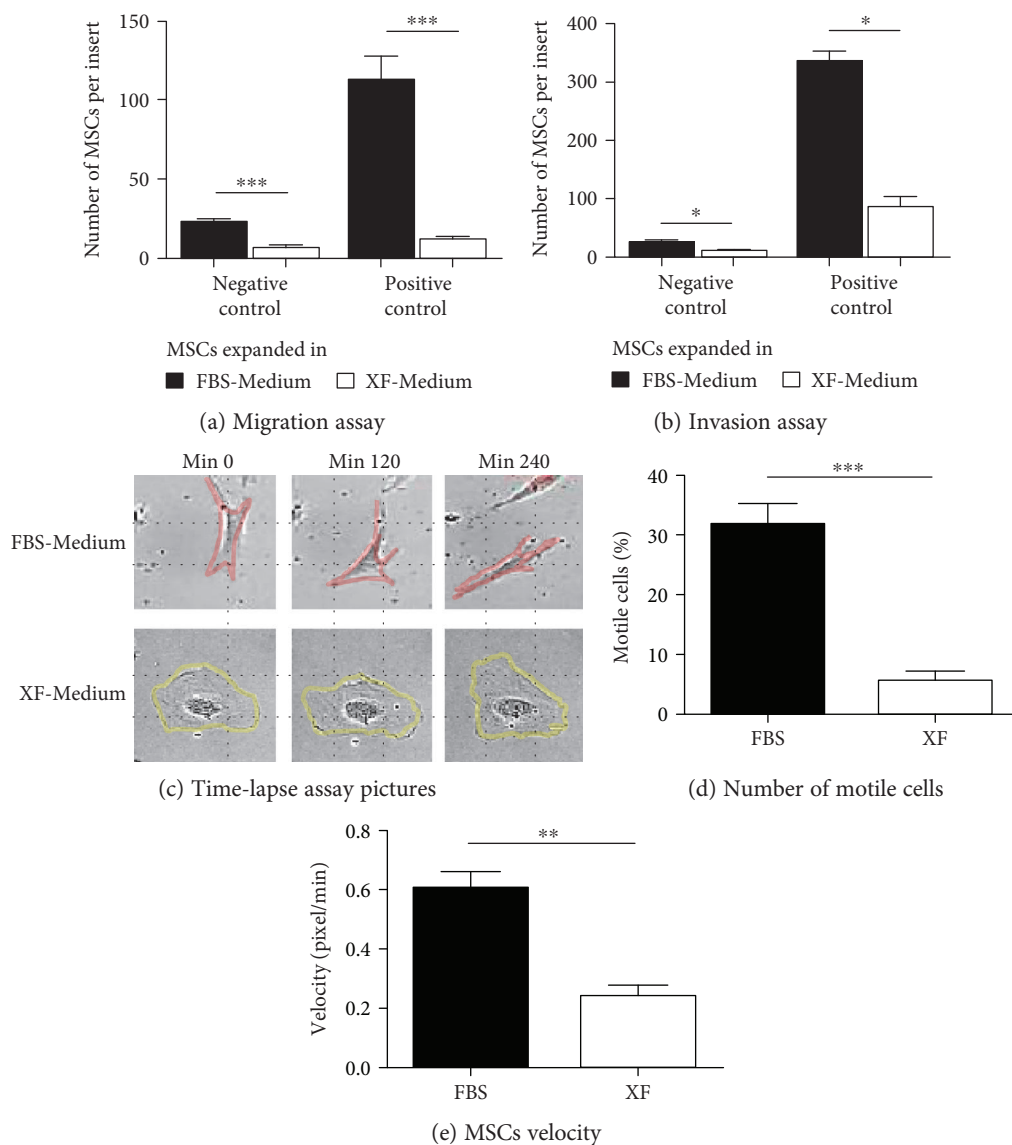 ***
***
150
100
50
0
Number of MSCs per insert
Negative
control
Positive
control
MSCs expanded in
FBS-Medium
XF-Medium
(a) Migration assay
*
*
400
300
200
100
0
Number of MSCs per insert
Negative
control
Positive
control
MSCs expanded in
FBS-Medium
XF-Medium
(b) Invasion assay
Min 0
Min 120
Min 240
FBS-Medium
XF-Medium
(c) Time-lapse assay pictures
***
40
30
20
10
0
Motile cells (%)
FBS
XF
(d) Number of motile cells
**
0.8
0.6
0.4
0.2
0.0
Velocity (pixel/min)
FBS
XF
(e) MSCs velocity